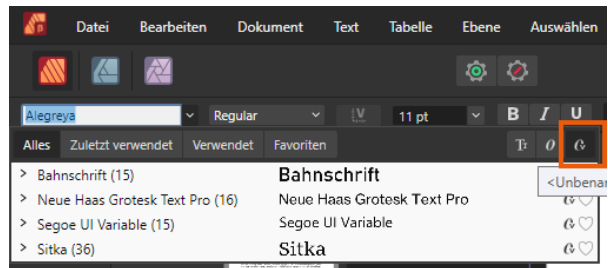 Datei Bearbeiten Dokument Text Tabelle Ebene Auswählen
Alegreya Regular V 11 pt B I U
Alles Zuletzt verwendet Verwendet Favoriten Tr O G
> Bahnschrift (15) Bahnschrift
> Neue Haas Grotesk Text Pro (16) Neue Haas Grotesk Text Pro
> Segoe UI Variable (15) Segoe UI Variable
> Sitka (36) Sitka